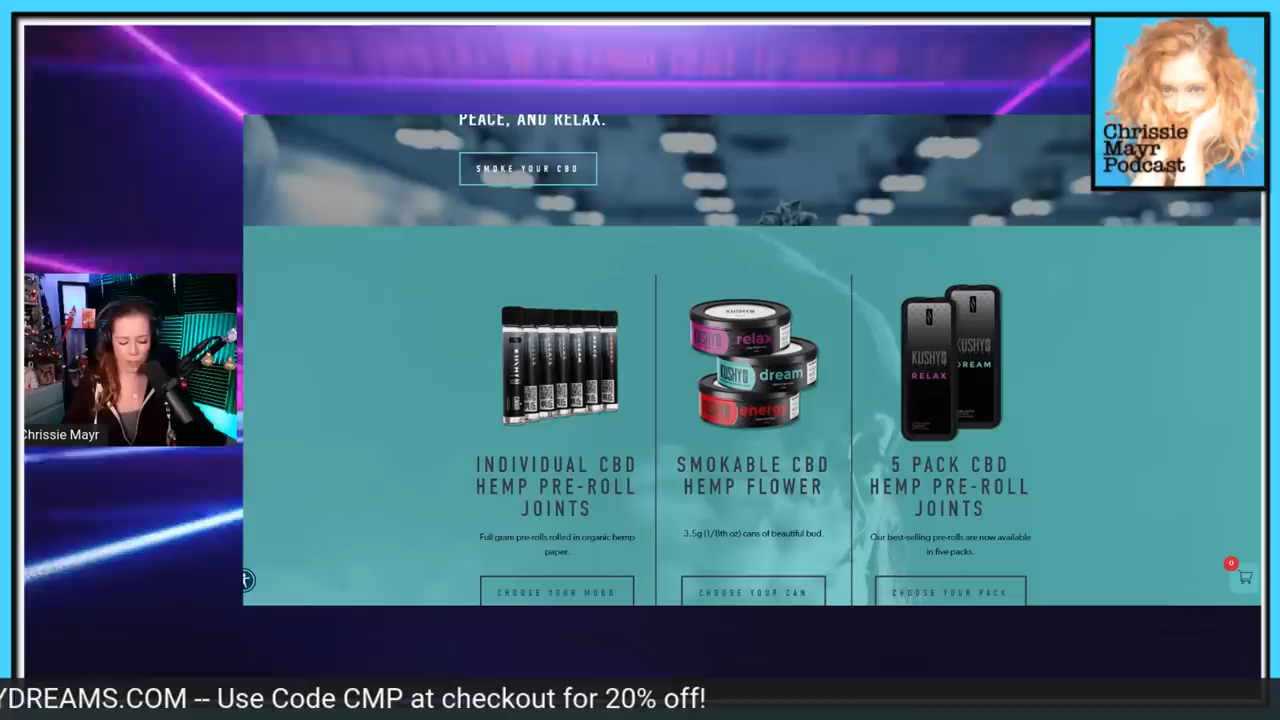 PEACE, AND RELAX.
SMOKE YOUR CBD
Chrissie
Mayr
Podcast
KUSHY
relax
KUSHY
dream
KUSHY
energy
KUSHY
RELAX
KUSHY
DREAM
Chrissie Mayr
INDIVIDUAL CBD
HEMP PRE-ROLL
JOINTS
Full gram pre-rolls rolled in organic hemp
paper.
CHOOSE YOUR MOOD
SMOKABLE CBD
HEMP FLOWER
3.5g (1/8th oz) cans of beautiful bud.
CHOOSE YOUR CAN
5 PACK CBD
HEMP PRE-ROLL
JOINTS
Our best-selling pre-rolls are now available
in five packs.
CHOOSE YOUR PACK
0
YDREAMS.COM -- Use Code CMP at checkout for 20% off!